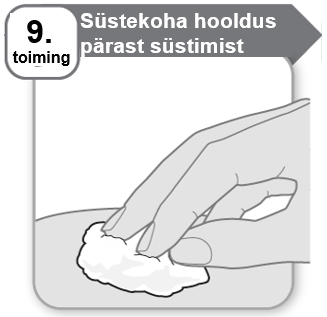 9.
toiming
Süstekoha hooldus
pärast süstimist